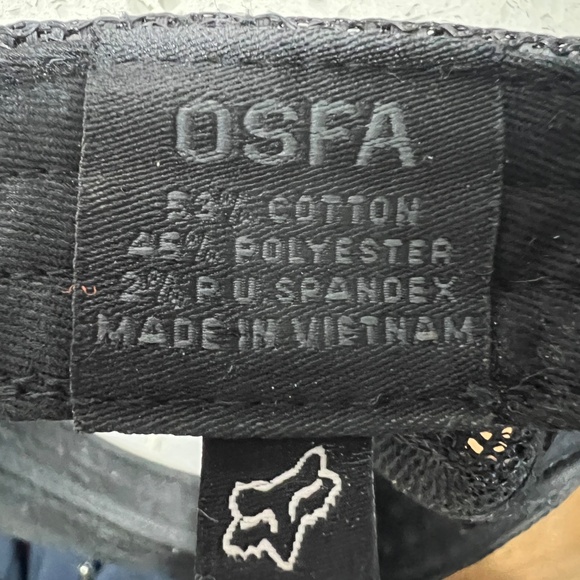 OSFA
53% COTTON
45% POLYESTER
2% P U SPANDEX
MADE IN VIETNAM